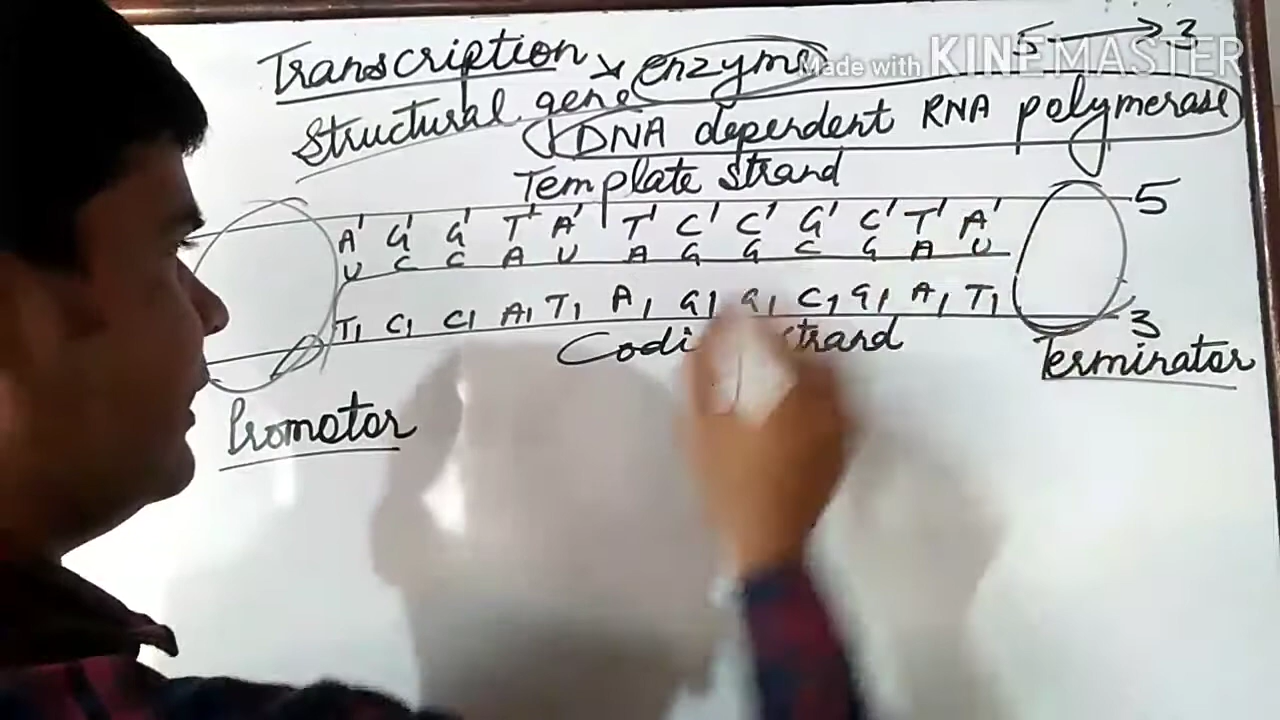 Transcription → enzyme 5 → 3
Made with KINEMASTER
Structural gene
DNA dependent RNA polymerase
Template strand
5
A' G' G' T' A' T' C' C' G' C' T' A'
U C C A U A G G C G A U
T, C, C, A, T, A, G, G, C, G, A, T,
3
Codi strand
Terminator
Promotor